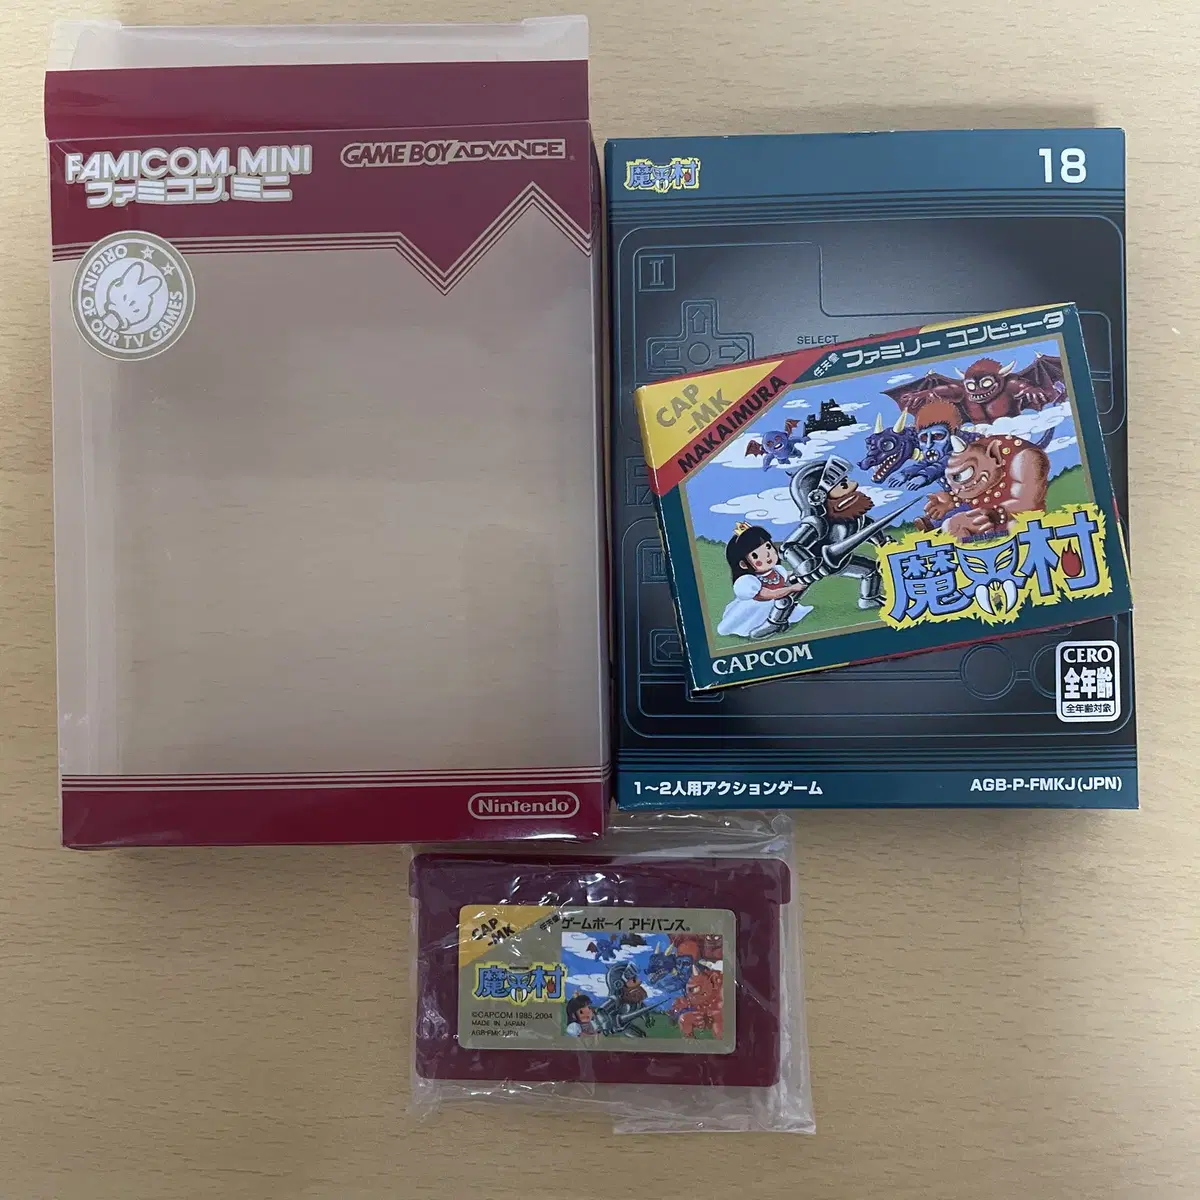 FAMICOM MINI
ファミコン ミニ
GAME BOY ADVANCE
ORIGIN OF OUR TV GAMES
Nintendo
魔界村
18
II
SELECT
CAP
-MK
MAKAIMURA
任天堂 ファミリー コンピュータ
魔界村
CAPCOM
CERO
全年齢
全年齢対象
1〜2人用アクションゲーム
AGB-P-FMKJ(JPN)
CAP
-MK
任天堂 ゲームボーイ アドバンス
魔界村
©CAPCOM 1985,2004
MADE IN JAPAN
AGB-FMKJ-JPN